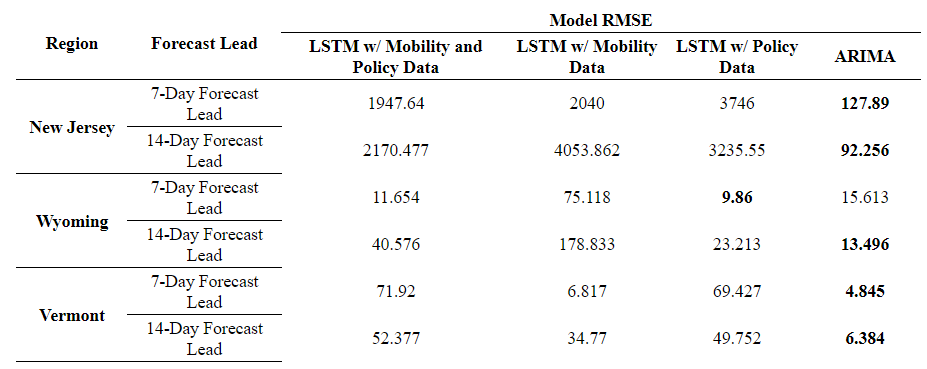 Model RMSE
Region Forecast Lead LSTM w/ Mobility and Policy Data LSTM w/ Mobility Data LSTM w/ Policy Data ARIMA
New Jersey 7-Day Forecast Lead 1947.64 2040 3746 127.89
14-Day Forecast Lead 2170.477 4053.862 3235.55 92.256
Wyoming 7-Day Forecast Lead 11.654 75.118 9.86 15.613
14-Day Forecast Lead 40.576 178.833 23.213 13.496
Vermont 7-Day Forecast Lead 71.92 6.817 69.427 4.845
14-Day Forecast Lead 52.377 34.77 49.752 6.384